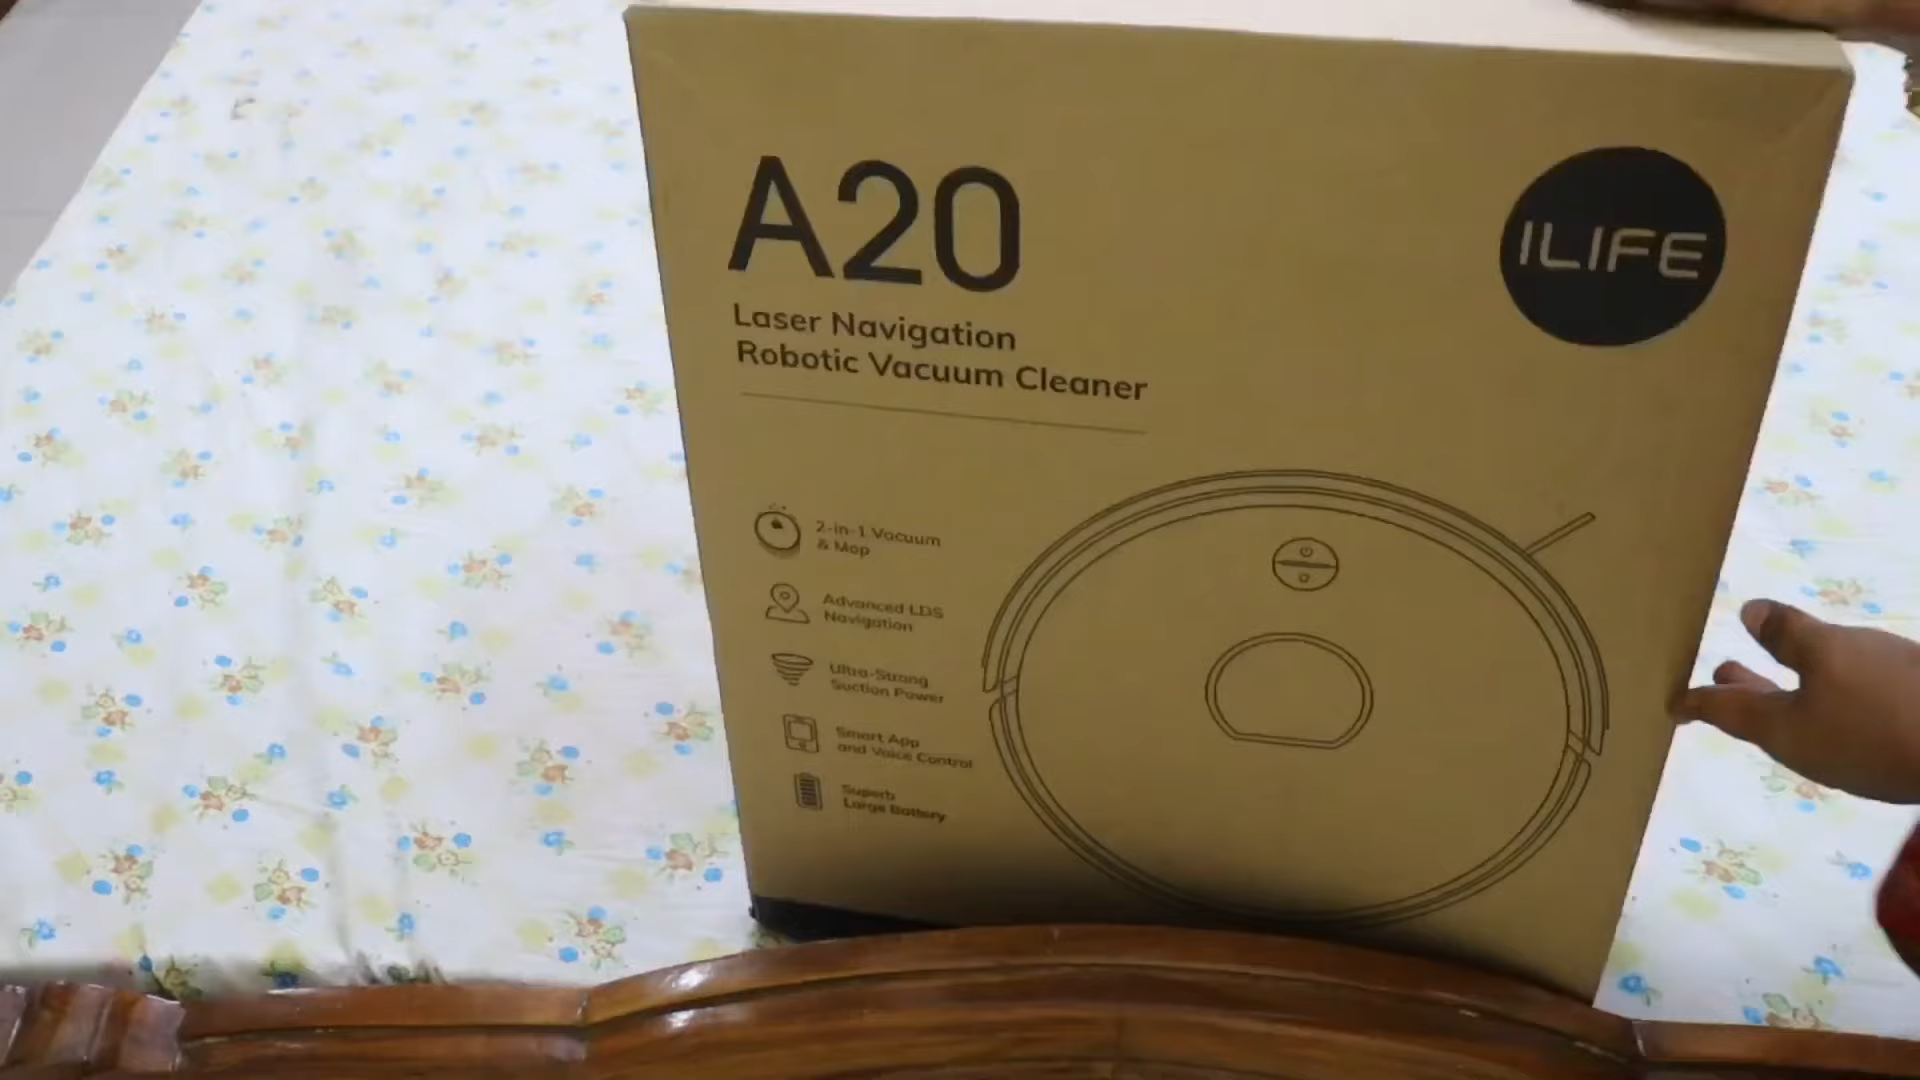 A20
ILIFE
Laser Navigation
Robotic Vacuum Cleaner
2-in-1 Vacuum
& Mop
Advanced LDS
Navigation
Ultra-Strong
Suction Power
Smart App
and Voice Control
Superb
Large Battery